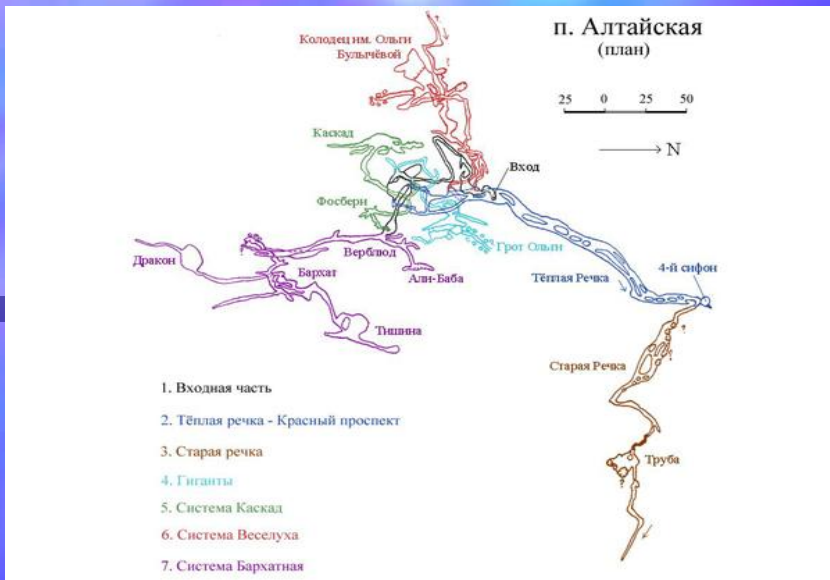 п. Алтайская
(план)
25 0 25 50
N
Колодец им. Ольги
Булычёвой
Каскад
Вход
Фосбери
Грот Ольги
Верблюд
Дракон
Бархат
Али-Баба
Тёплая Речка
4-й сифон
Тишина
Старая Речка
Труба
1. Входная часть
2. Тёплая речка - Красный проспект
3. Старая речка
4. Гиганты
5. Система Каскад
6. Система Веселуха
7. Система Бархатная